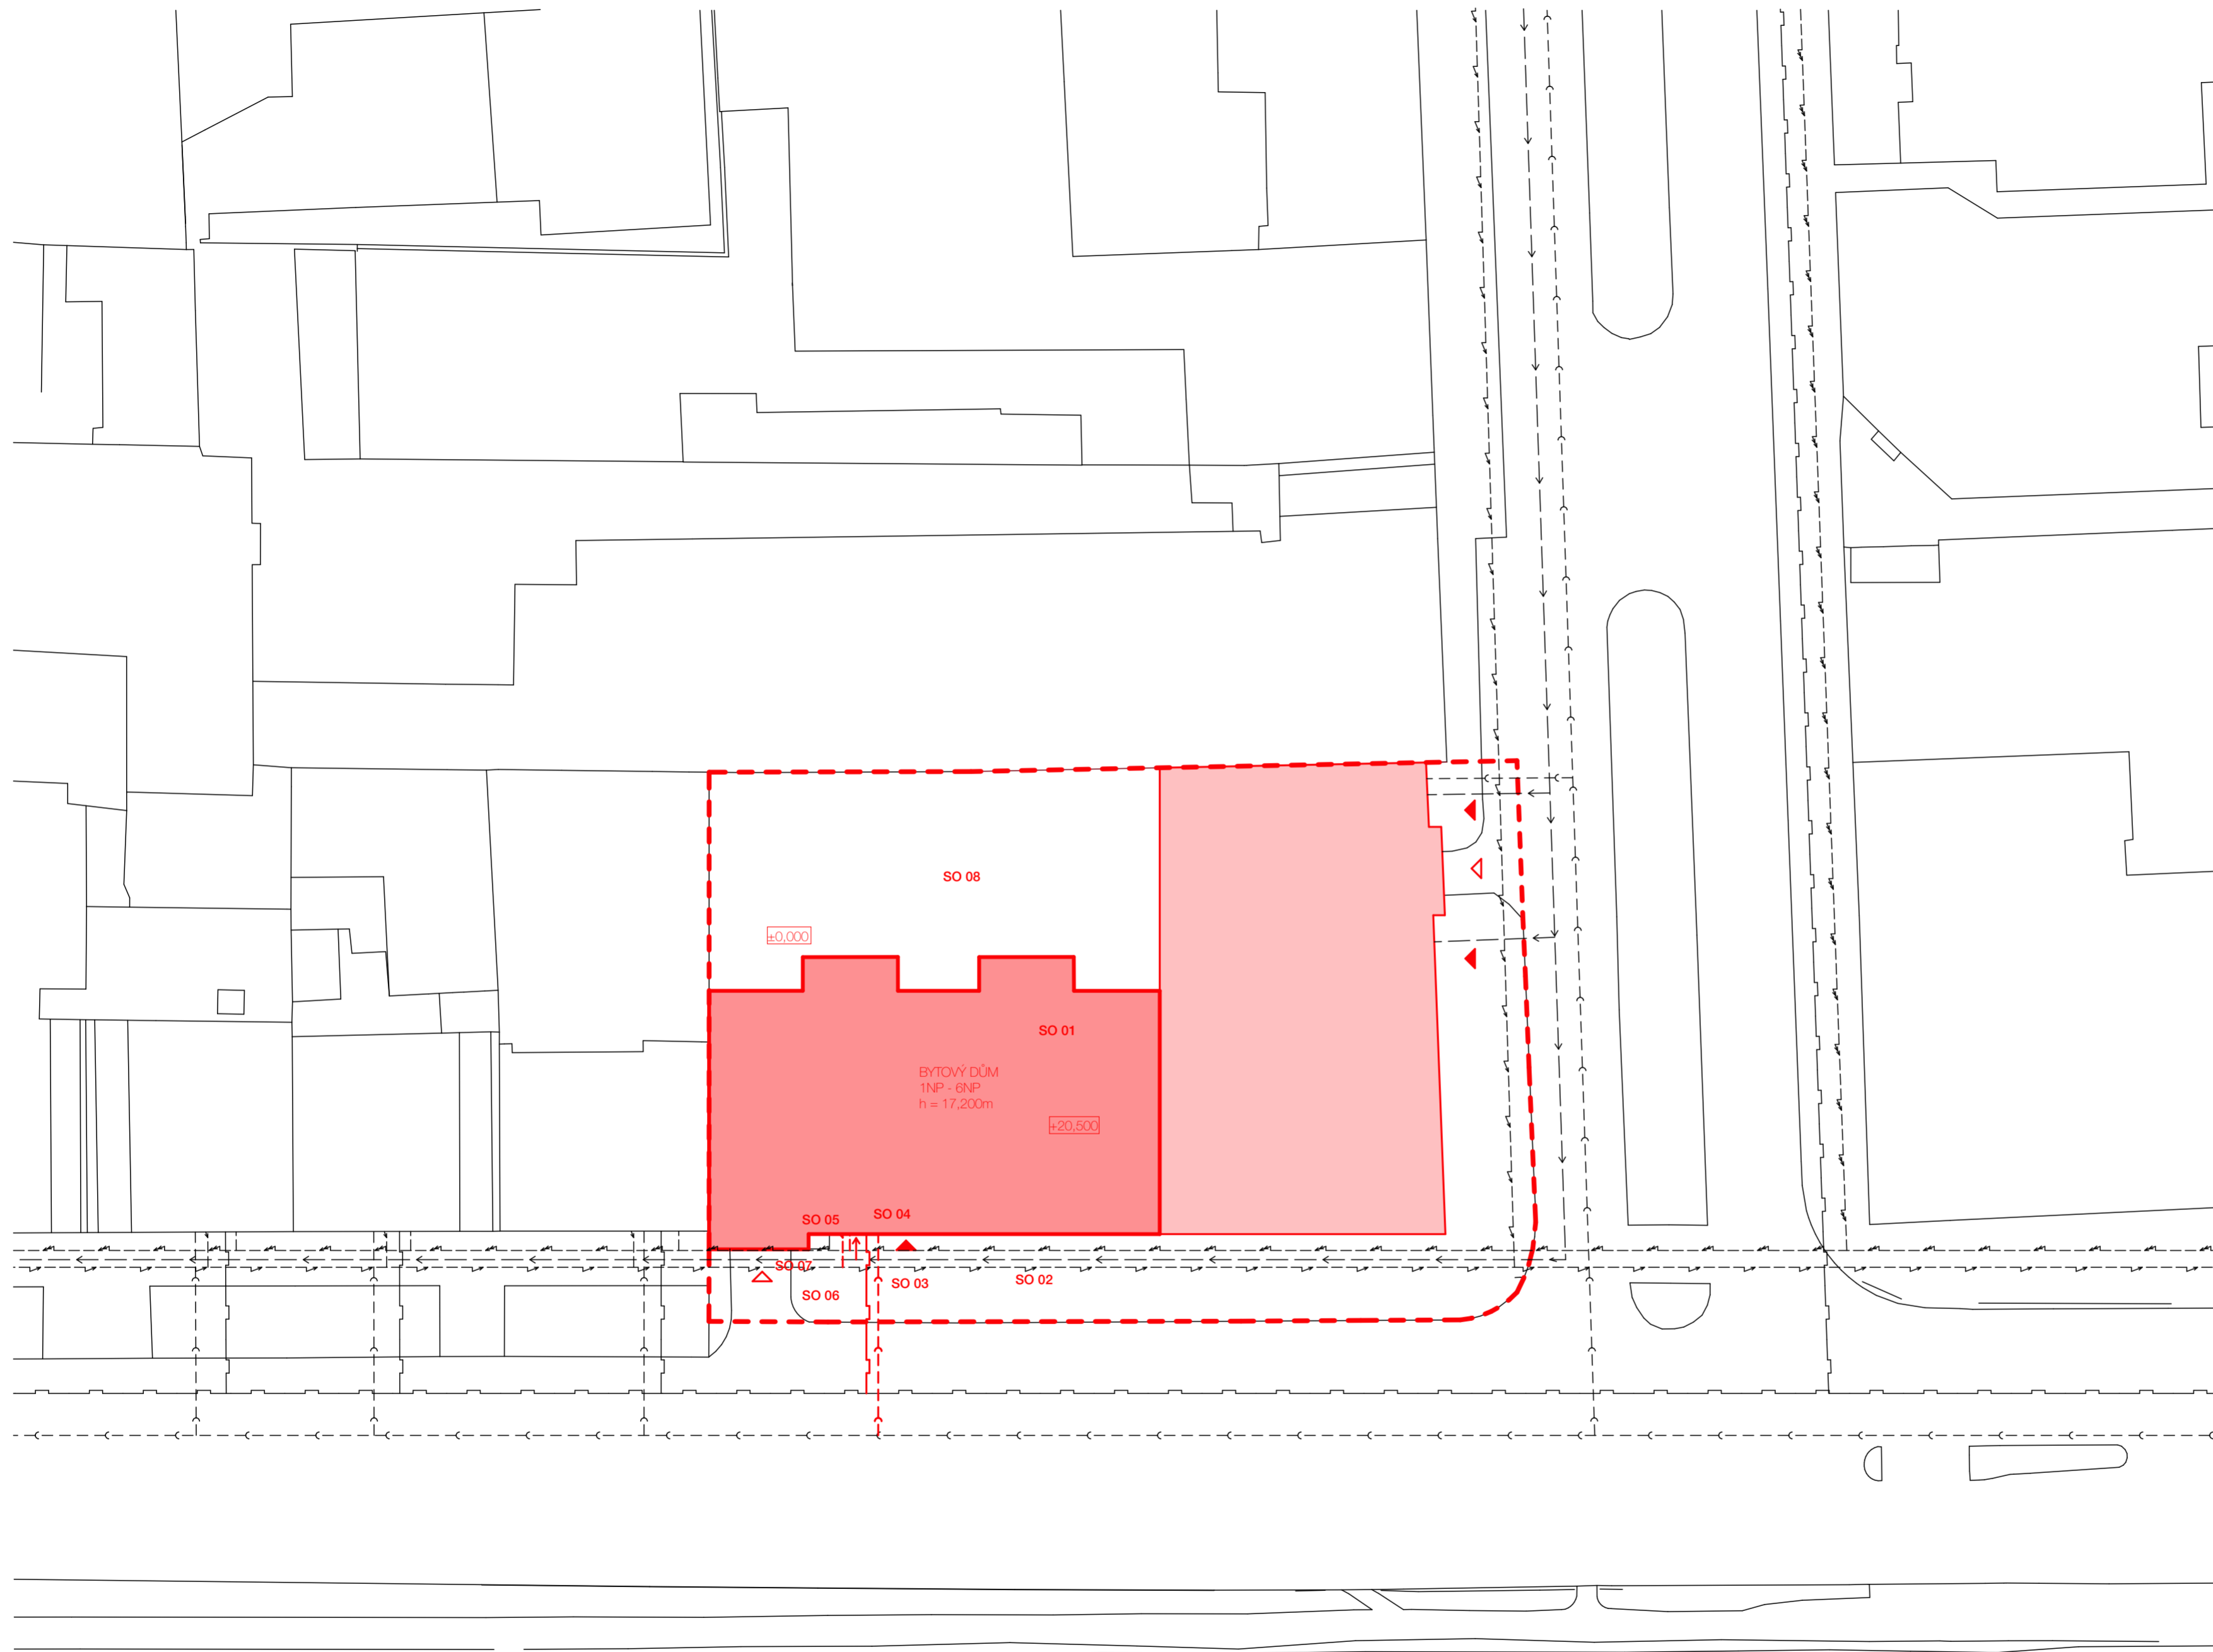 SO 08
±0,000
SO 01
BYTOVÝ DŮM
1NP - 6NP
h = 17,200m
+20,500
SO 04
SO 05
SO 07
SO 02
SO 03
SO 06